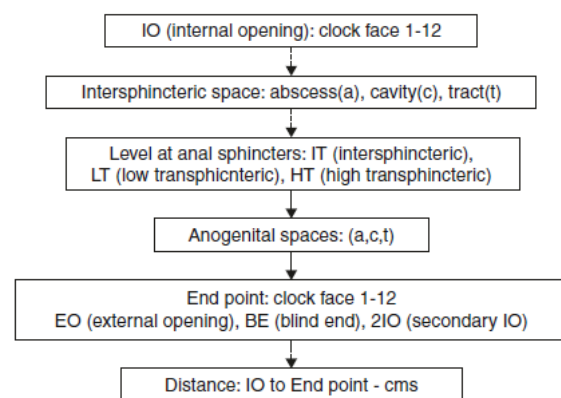 IO (internal opening): clock face 1-12
Intersphincteric space: abscess(a), cavity(c), tract(t)
Level at anal sphincters: IT (intersphincteric),
LT (low transphicnteric), HT (high transphincteric)
Anogenital spaces: (a,c,t)
End point: clock face 1-12
EO (external opening), BE (blind end), 2IO (secondary IO)
Distance: IO to End point - cms